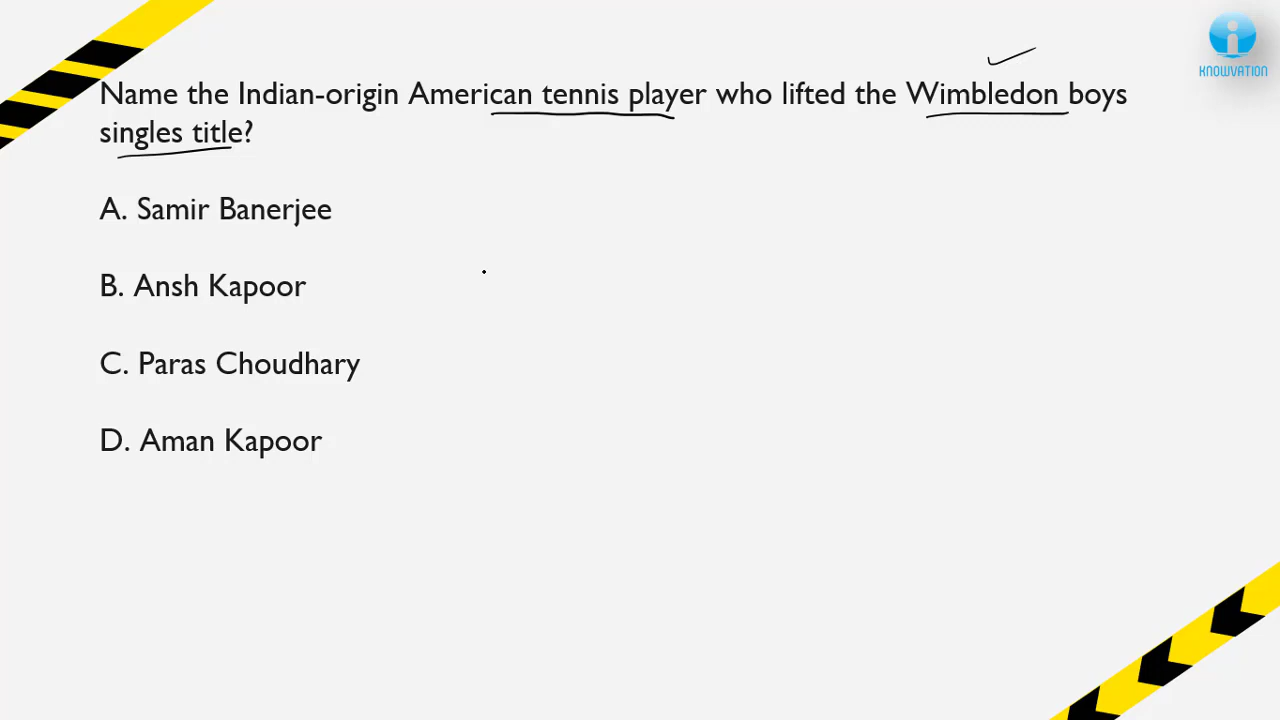 KNOWVATION
Name the Indian-origin American tennis player who lifted the Wimbledon boys
singles title?
A. Samir Banerjee
B. Ansh Kapoor
C. Paras Choudhary
D. Aman Kapoor